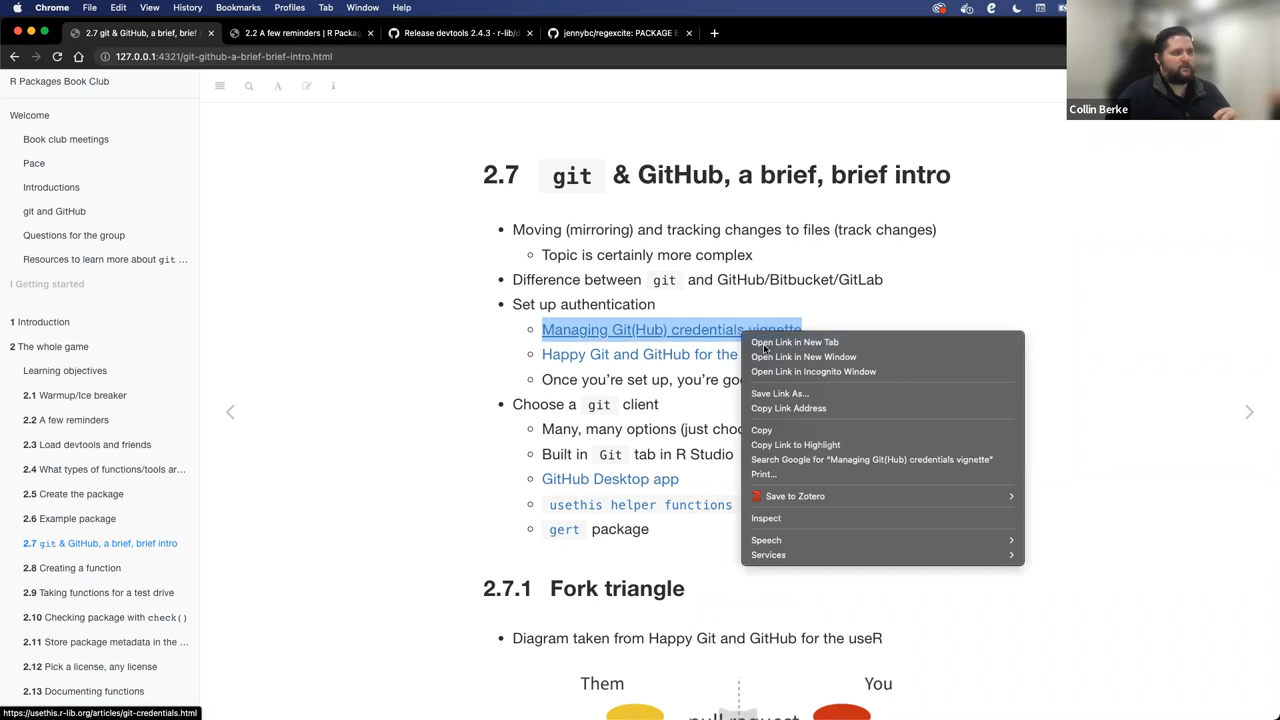 Chrome File Edit View History Bookmarks Profiles Tab Window Help
2.7 git & GitHub, a brief, brief
2.2 A few reminders | R Packag
Release devtools 2.4.3 · r-lib/d
jennybc/regexcite: PACKAGE E
127.0.0.1:4321/git-github-a-brief-brief-intro.html
Collin Berke
R Packages Book Club
Welcome
Book club meetings
Pace
Introductions
git and GitHub
Questions for the group
Resources to learn more about git ...
I Getting started
1 Introduction
2 The whole game
Learning objectives
2.1 Warmup/Ice breaker
2.2 A few reminders
2.3 Load devtools and friends
2.4 What types of functions/tools ar...
2.5 Create the package
2.6 Example package
2.7 git & GitHub, a brief, brief intro
2.8 Creating a function
2.9 Taking functions for a test drive
2.10 Checking package with check()
2.11 Store package metadata in the ...
2.12 Pick a license, any license
2.13 Documenting functions
https://usethis.r-lib.org/articles/git-credentials.html
2.7 git & GitHub, a brief, brief intro
• Moving (mirroring) and tracking changes to files (track changes)
Topic is certainly more complex
• Difference between git and GitHub/Bitbucket/GitLab
• Set up authentication
Managing Git(Hub) credentials vignette
Happy Git and GitHub for the
Once you're set up, you're goo
• Choose a git client
Many, many options (just choo
Built in Git tab in R Studio
GitHub Desktop app
usethis helper functions
gert package
Open Link in New Tab
Open Link in New Window
Open Link in Incognito Window
Save Link As...
Copy Link Address
Copy
Copy Link to Highlight
Search Google for “Managing Git(Hub) credentials vignette”
Print...
Save to Zotero
Inspect
Speech
Services
2.7.1 Fork triangle
• Diagram taken from Happy Git and GitHub for the useR
Them
You
pull request